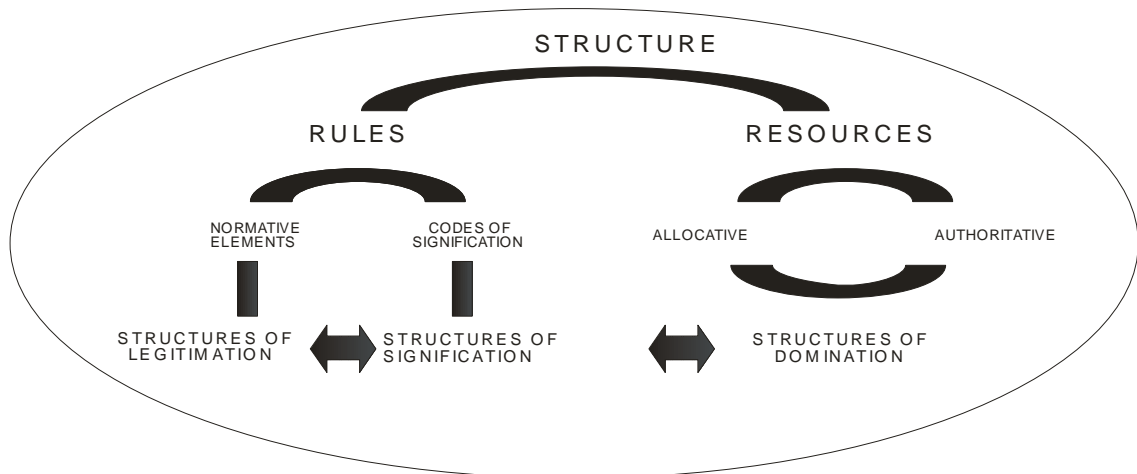 STRUCTURE
RULES
RESOURCES
NORMATIVE
ELEMENTS
CODES OF
SIGNIFICATION
ALLOCATIVE
AUTHORITATIVE
STRUCTURES OF
LEGITIMATION
STRUCTURES OF
SIGNIFICATION
STRUCTURES OF
DOMINATION